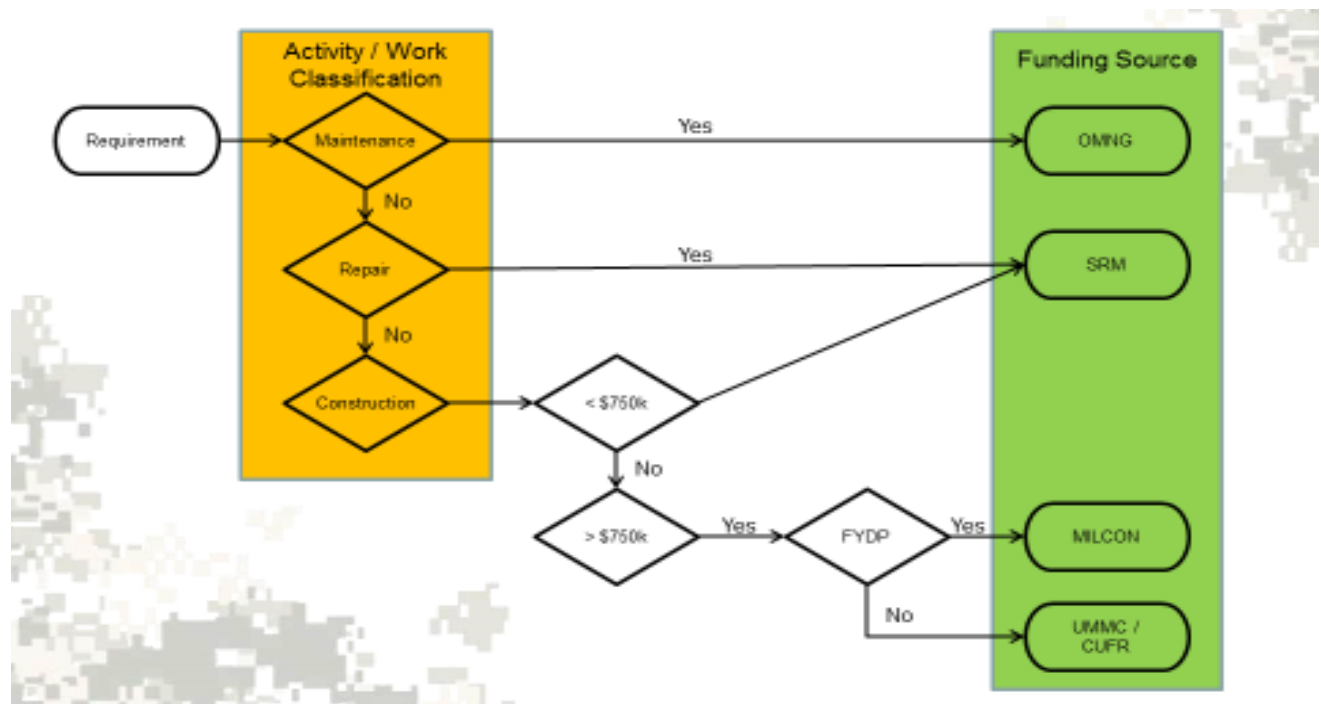 Activity / Work
Classification
Funding Source
Requirement
Maintenance
Yes
OMNG
No
Repair
Yes
SRM
No
Construction
< $750k
No
> $750k
Yes
FYDP
Yes
MILCON
No
UMMC /
CUFR